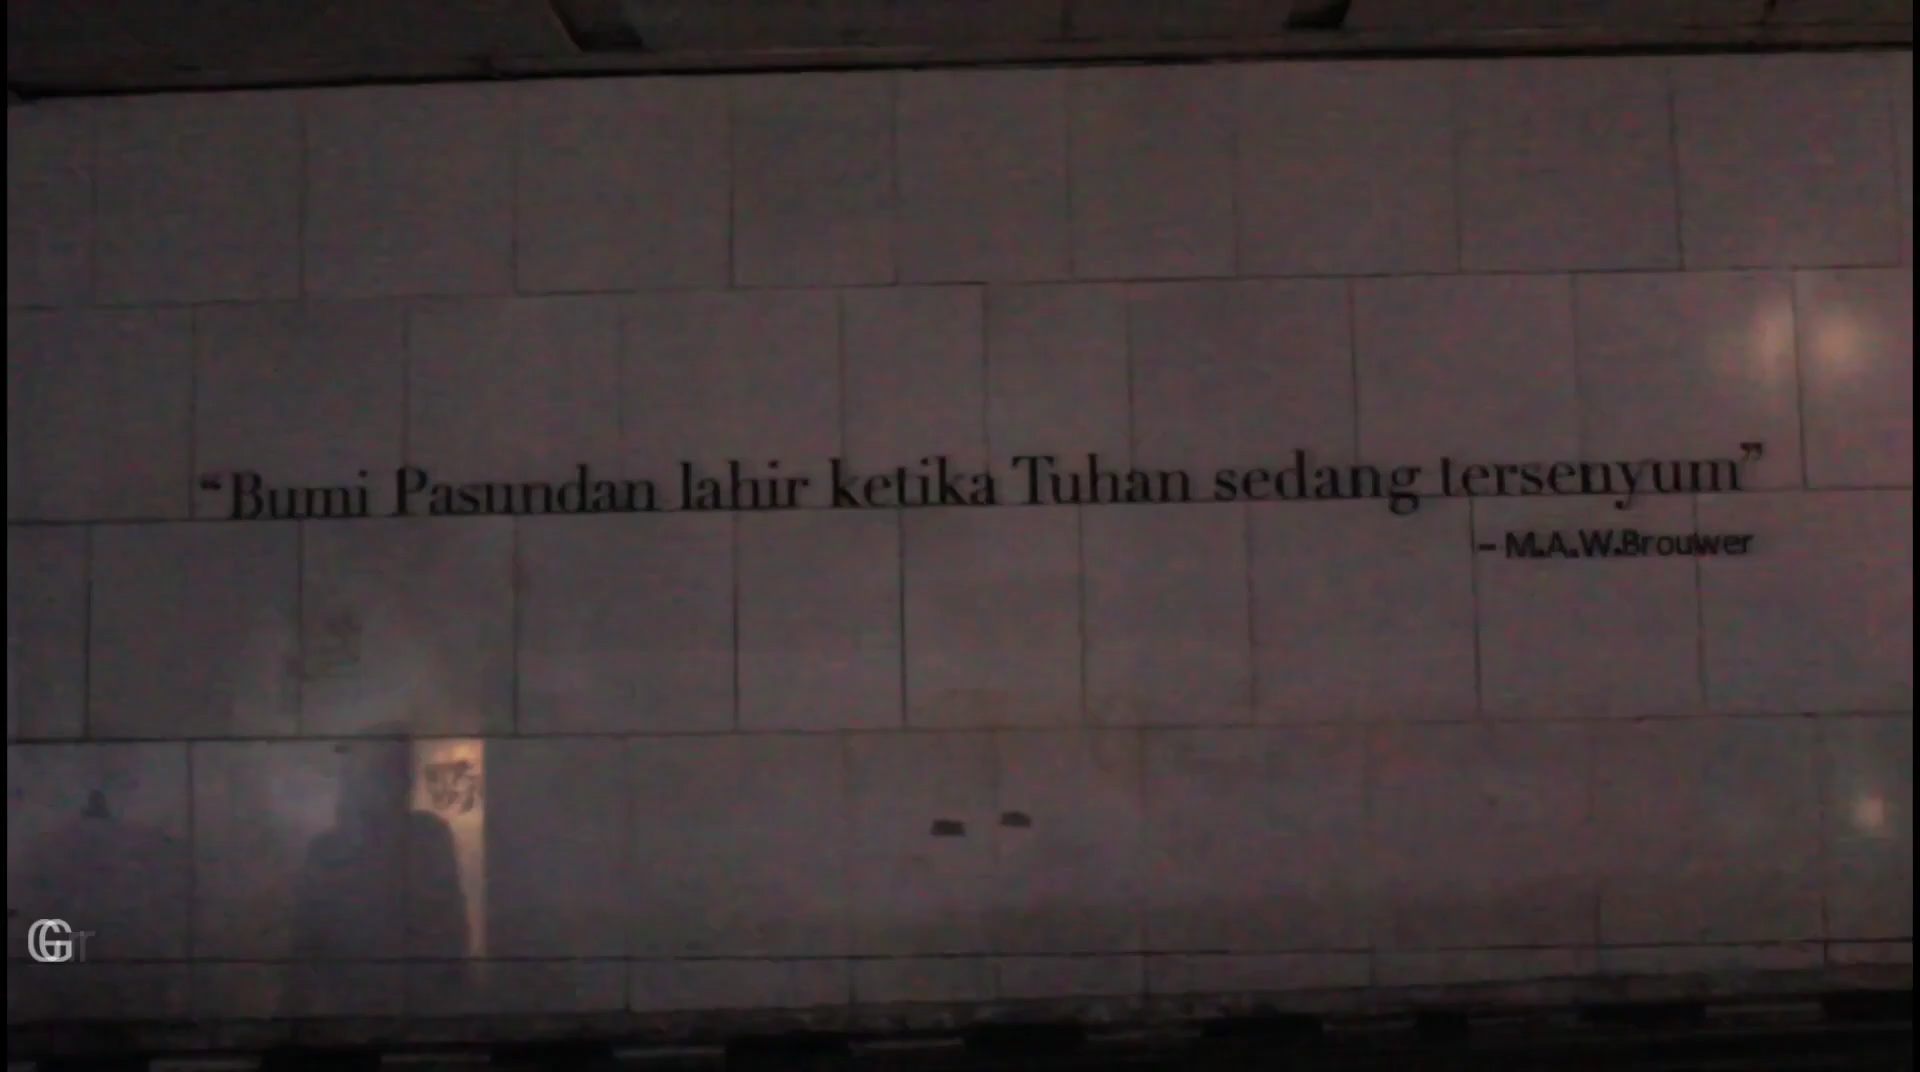 “Bumi Pasundan lahir ketika Tuhan sedang tersenyum”
– M.A.W.Brouwer